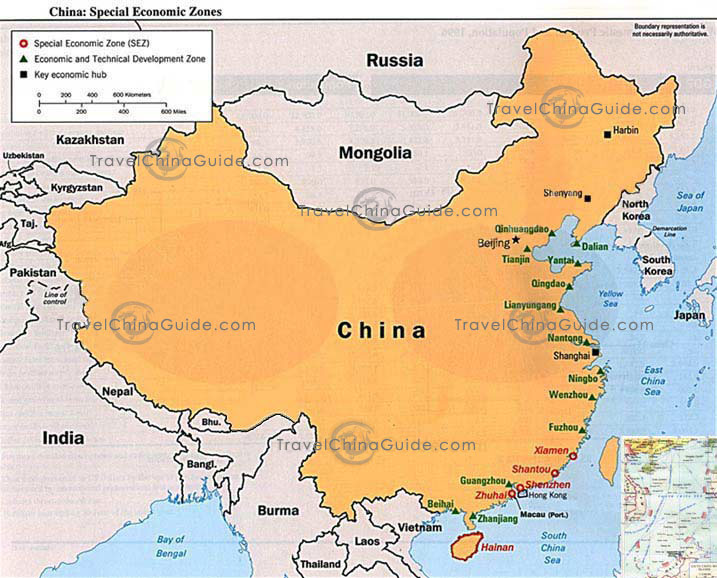 China: Special Economic Zones
Boundary representation is
not necessarily authoritative.
Special Economic Zone (SEZ)
Economic and Technical Development Zone
Key economic hub
0 200 400 600 Kilometers
0 200 400 600 Miles
Russia
TravelChinaGuide.com
Kazakhstan
Harbin
Uzbekistan
TravelChinaGuide.com
Mongolia
Kyrgyzstan
Shenyang
Sea of
Japan
TravelChinaGuide.com
North
Korea
Taj.
Qinhuangdao
Demarcation
Line
Beijing
Dalian
Afg.
Tianjin
Yantai
South
Korea
Pakistan
Qingdao
Line of
control
Yellow
Sea
Lianyungang
Japan
TravelChinaGuide.com
China
TravelChinaGuide.com
Nantong
Shanghai
East
China
Sea
Ningbo
Nepal
Wenzhou
Bhu.
Fuzhou
India
TravelChinaGuide.com
Xiamen
Bangl.
Shantou
Guangzhou
Shenzhen
Zhuhai
Hong Kong
Burma
Beihai
Macau (Port.)
Zhanjiang
Vietnam
Bay of
Bengal
Laos
South
China
Sea
Hainan
Thailand